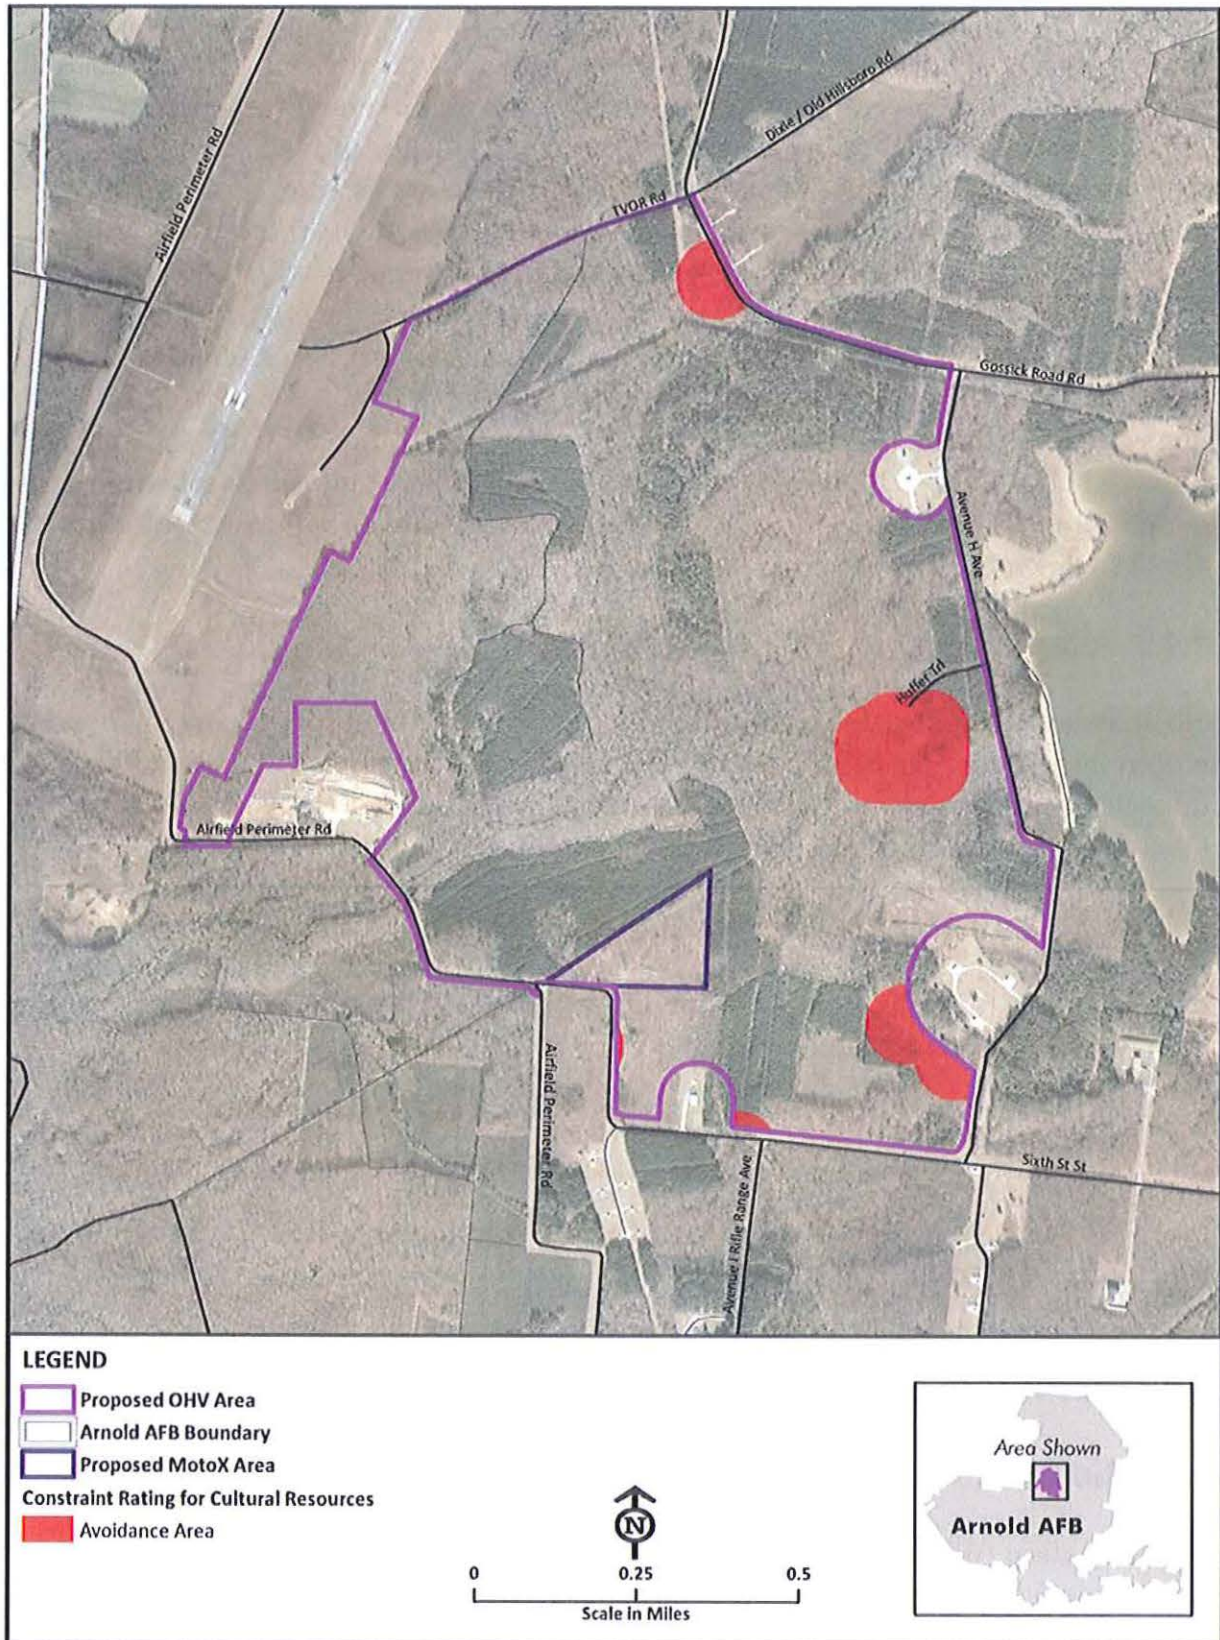 Dixie / Old Hillsboro Rd
Airfield Perimeter Rd
TVOR Rd
Gossick Road Rd
Avenue H Ave
Huffer Trl
Airfield Perimeter Rd
Airfield Perimeter Rd
Avenue I Rifle Range Ave
Sixth St St
LEGEND
Proposed OHV Area
Arnold AFB Boundary
Proposed MotoX Area
Constraint Rating for Cultural Resources
Avoidance Area
N
0 0.25 0.5
Scale in Miles
Area Shown
Arnold AFB